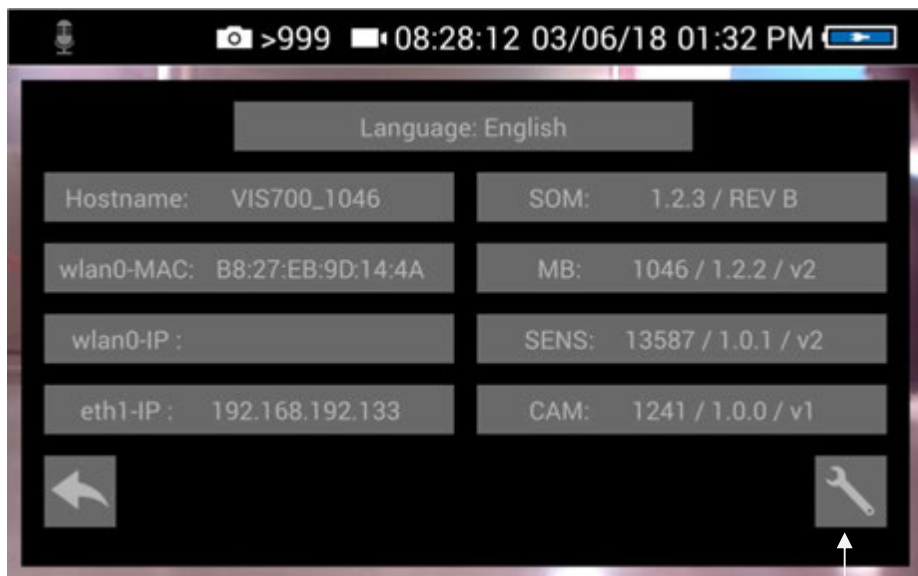 >999 08:28:12 03/06/18 01:32 PM
Language: English
Hostname: VIS700_1046
SOM: 1.2.3 / REV B
wlan0-MAC: B8:27:EB:9D:14:4A
MB: 1046 / 1.2.2 / v2
wlan0-IP :
SENS: 13587 / 1.0.1 / v2
eth1-IP : 192.168.192.133
CAM: 1241 / 1.0.0 / v1